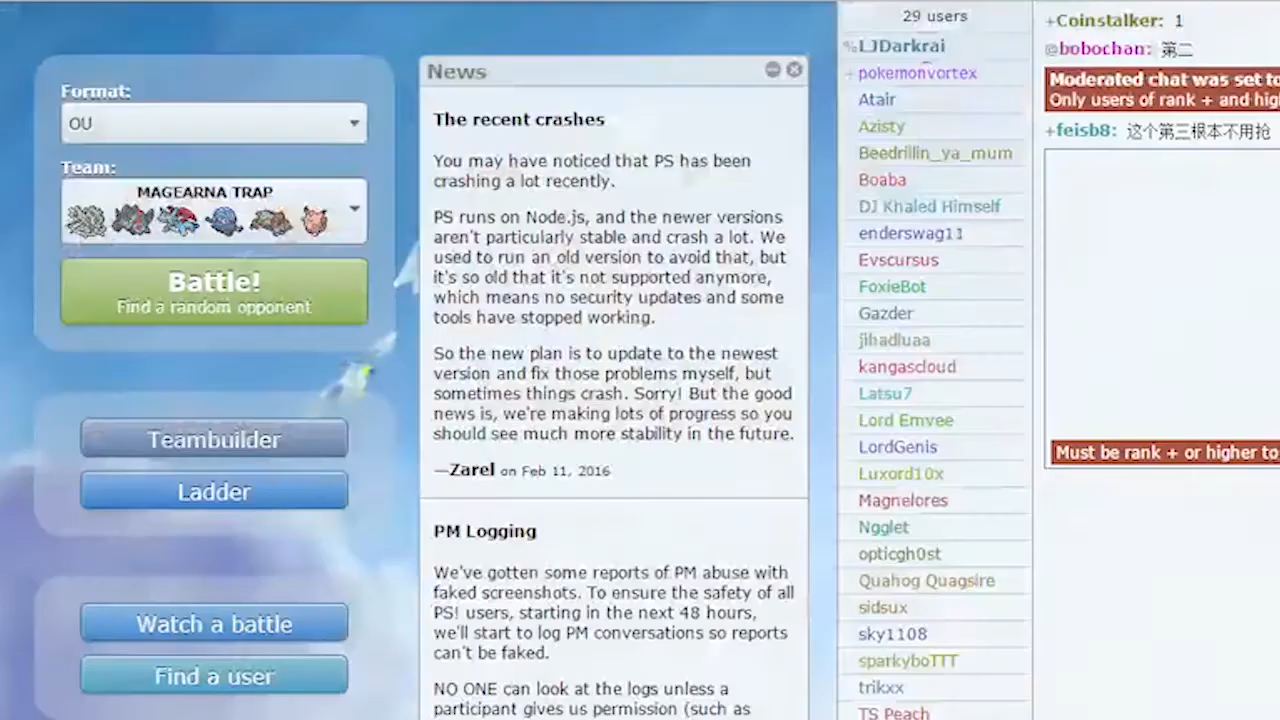 Format:
OU
Team:
MAGEARNA TRAP
Battle!
Find a random opponent
Teambuilder
Ladder
Watch a battle
Find a user
News
The recent crashes
You may have noticed that PS has been
crashing a lot recently.
PS runs on Node.js, and the newer versions
aren't particularly stable and crash a lot. We
used to run an old version to avoid that, but
it's so old that it's not supported anymore,
which means no security updates and some
tools have stopped working.
So the new plan is to update to the newest
version and fix those problems myself, but
sometimes things crash. Sorry! But the good
news is, we're making lots of progress so you
should see much more stability in the future.
—Zarel on Feb 11, 2016
PM Logging
We've gotten some reports of PM abuse with
faked screenshots. To ensure the safety of all
PS! users, starting in the next 48 hours,
we'll start to log PM conversations so reports
can't be faked.
NO ONE can look at the logs unless a
participant gives us permission (such as
29 users
%LJDarkrai
+pokemonvortex
Atair
Azisty
Beedrillin_ya_mum
Boaba
DJ Khaled Himself
enderswag11
Evscursus
FoxieBot
Gazder
jihadluaa
kangascloud
Latsu7
Lord Emvee
LordGenis
Luxord10x
Magnelores
Ngglet
opticgh0st
Quahog Quagsire
sidsux
sky1108
sparkyboTTT
trikxx
TS Peach
+Coinstalker: 1
@bobochan: 第二
Moderated chat was set to
Only users of rank + and hig
+feisb8: 这个第三根本不用抢
Must be rank + or higher to